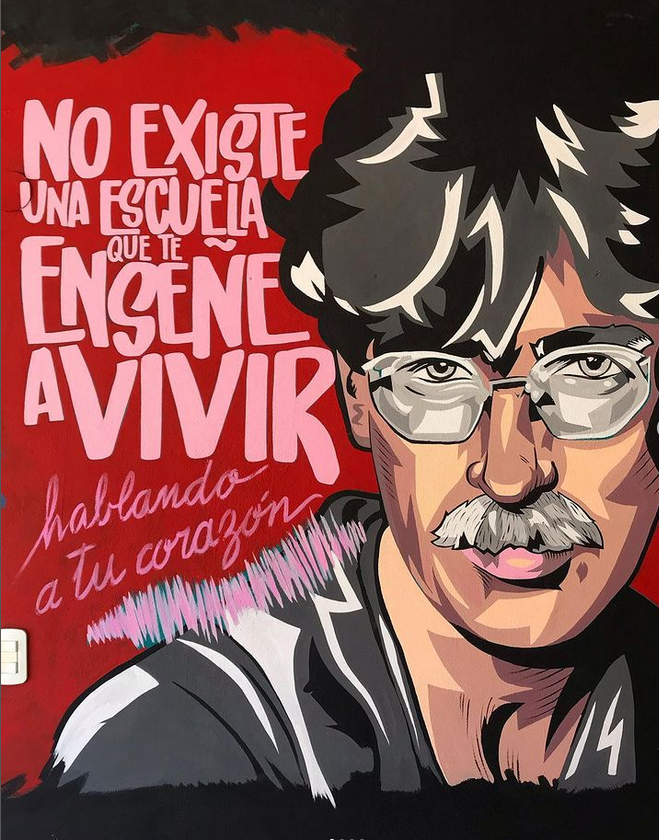 NO EXISTE
UNA ESCUELA
QUE TE
ENSEÑE
A VIVIR
hablando
a tu corazón